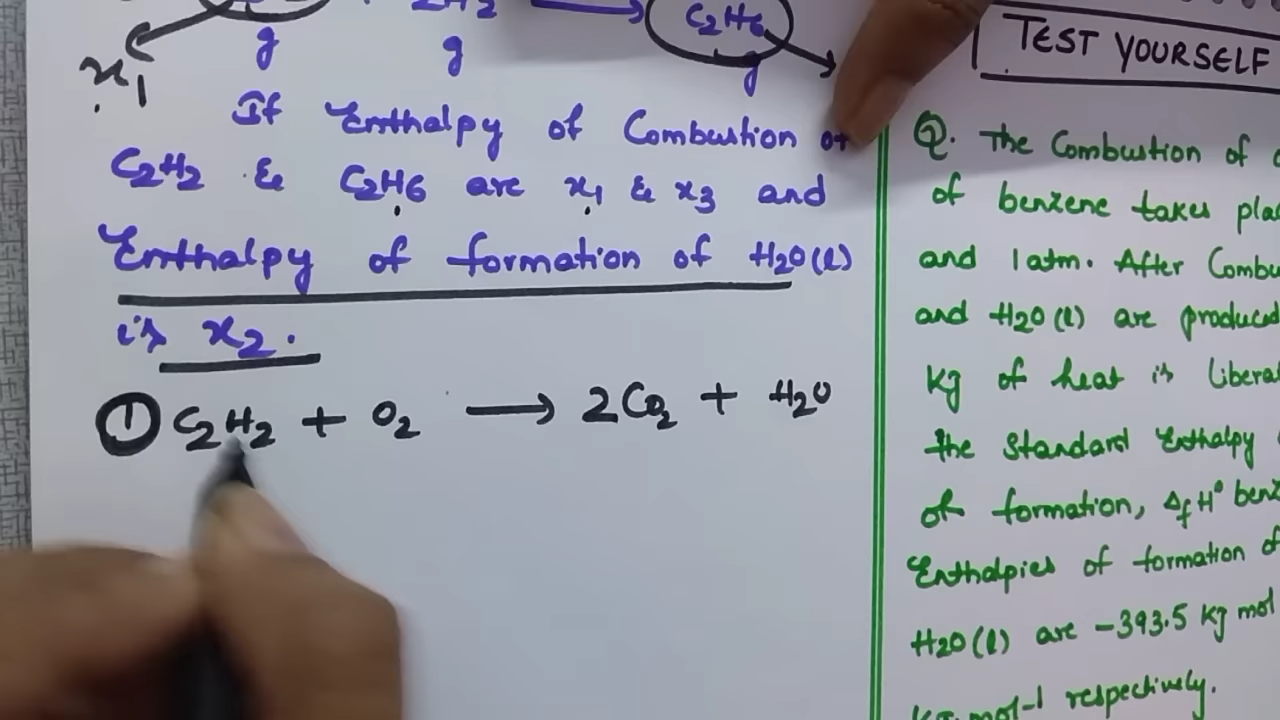 2H2 → C2H6
g g g
x1
If Enthalpy of Combustion of
C2H2 & C2H6 are x1 & x3 and
Enthalpy of formation of H2O(l)
is x2.
① C2H2 + O2 → 2CO2 + H2O
TEST YOURSELF
Q. The Combustion of
of benzene takes pla
and 1atm. After Combu
and H2O(l) are produced
KJ of heat is liberat
the Standard Enthalpy
of formation, ΔfH° benz
Enthalpies of formation of
H2O(l) are -393.5 KJ mol
KJ mol-1 respectively.